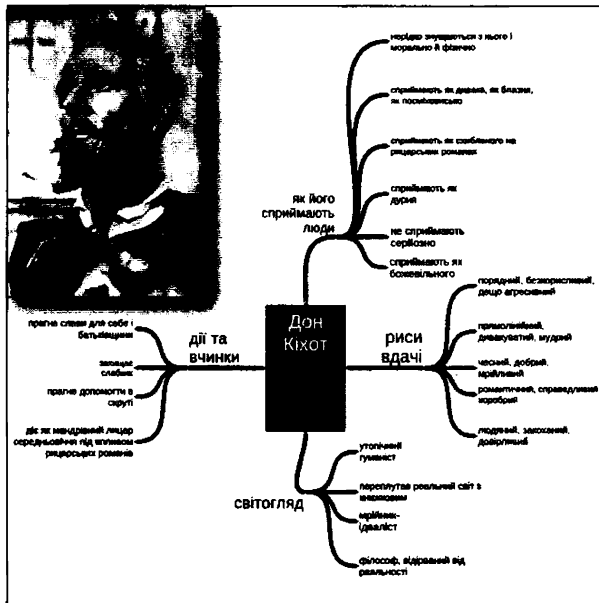 нерідко знущаються з нього і
морально й фізично
сприймають як дивака, як блазня,
як посміховисько
сприймають як схибленого на
рицарських романах
сприймають як
дурня
не сприймають
серйозно
сприймають як
божевільного
як його
сприймають
люди
Дон
Кіхот
дії та
вчинки
прагне слави для себе і
батьківщини
захищає
слабких
прагне допомогти в
скруті
діє як мандрівний лицар
середньовіччя під впливом
рицарських романів
риси
вдачі
порядний, безкорисливий,
дещо агресивний
прямолінійний,
дивакуватий, мудрий
чесний, добрий,
мрійливий
романтичний, справедливий
хоробрий
людяний, закоханий,
довірливий
світогляд
утопічний
гуманіст
переплутав реальний світ з
книжковим
мрійник-
ідеаліст
філософ, відірваний від
реальності